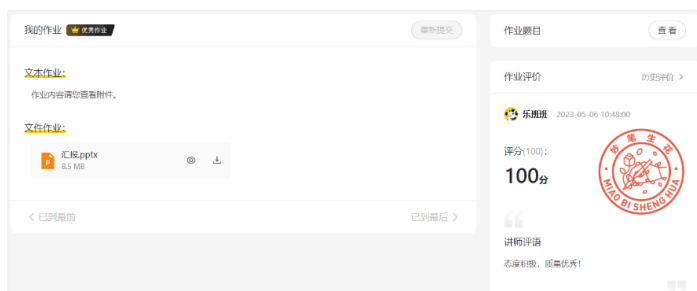 我的作业 优秀作业
重新提交
文本作业：
作业内容请您查看附件。
文件作业：
P 汇报.pptx
8.5 MB
已到最前
已到最后
作业题目
查看
作业评价
历史评价
乐班班 2023-05-06 10:48:00
评分(100)：
100分
妙笔生花
MIAO BI SHENG HUA
讲师评语
态度积极，质量优秀！